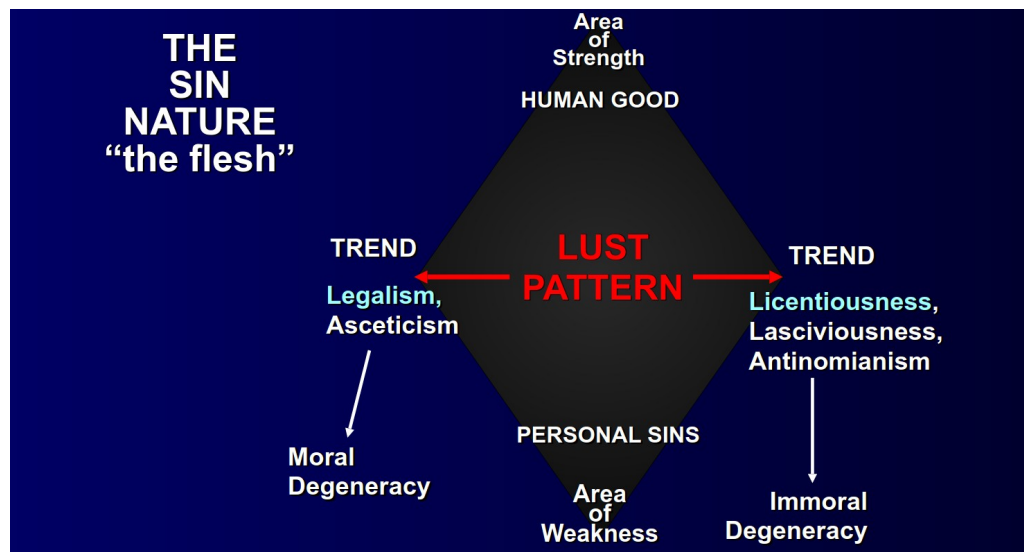 THE
SIN
NATURE
“the flesh”
Area
of
Strength
HUMAN GOOD
LUST
PATTERN
TREND
Legalism,
Asceticism
Moral
Degeneracy
TREND
Licentiousness,
Lasciviousness,
Antinomianism
Immoral
Degeneracy
PERSONAL SINS
Area
of
Weakness